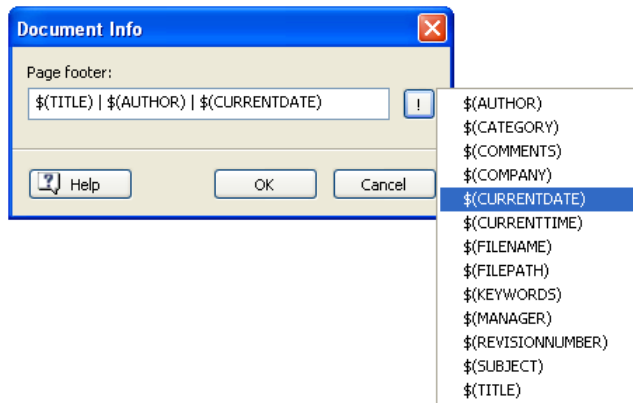 Document Info
Page footer:
$(TITLE) | $(AUTHOR) | $(CURRENTDATE)
!
Help
OK
Cancel
$(AUTHOR)
$(CATEGORY)
$(COMMENTS)
$(COMPANY)
$(CURRENTDATE)
$(CURRENTTIME)
$(FILENAME)
$(FILEPATH)
$(KEYWORDS)
$(MANAGER)
$(REVISIONNUMBER)
$(SUBJECT)
$(TITLE)